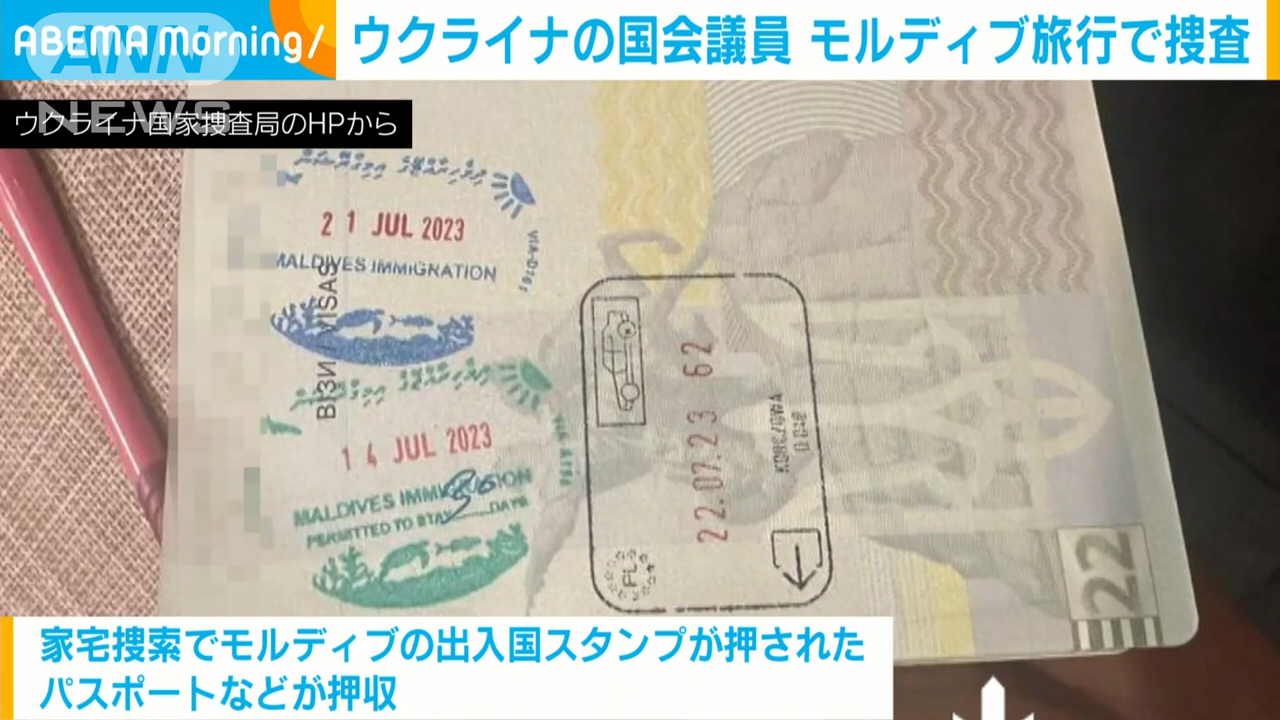 ABEMA Morning/
ANN
NEWS
ウクライナの国会議員 モルディブ旅行で捜査
ウクライナ国家捜査局のHPから
21 JUL 2023
MALDIVES IMMIGRATION
ВІЗИ VISAS
14 JUL 2023
MALDIVES IMMIGRATION
PERMITTED TO STAY DAYS
22.07.23 62
KORCZOWA
PL
22
家宅捜索でモルディブの出入国スタンプが押された
パスポートなどが押収